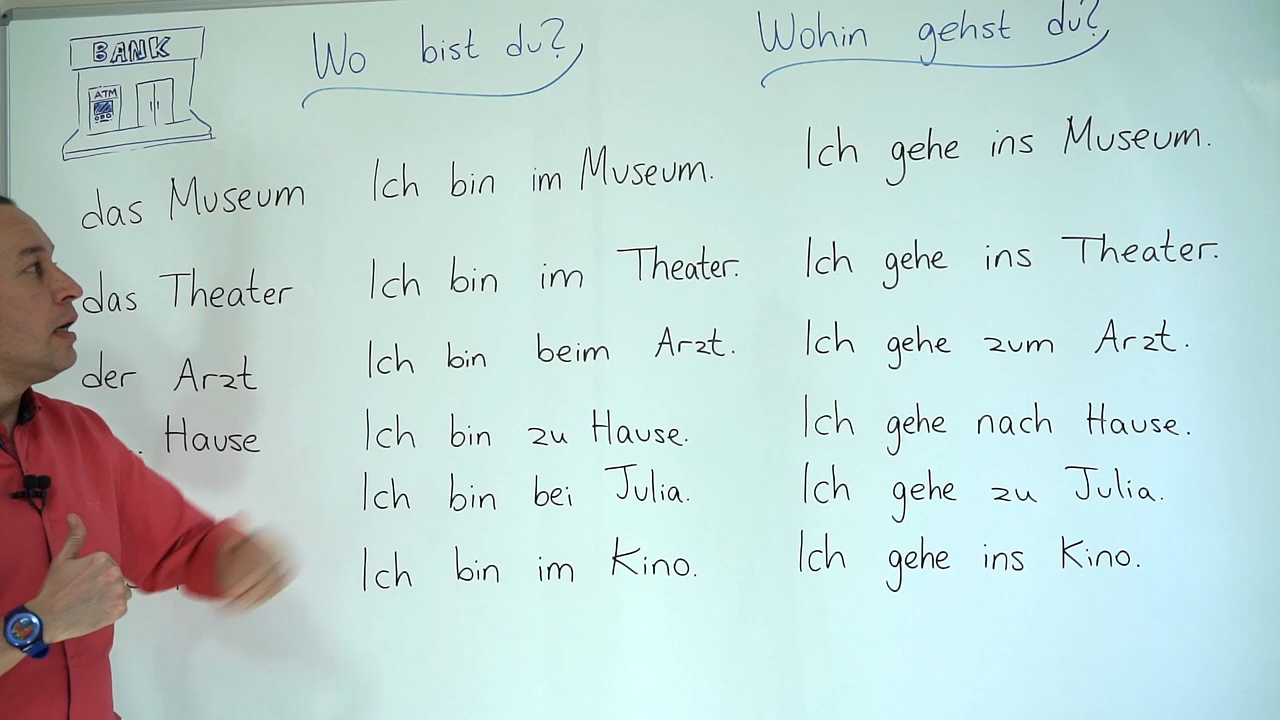 BANK
ATM
Wo bist du?
Wohin gehst du?
das Museum
Ich bin im Museum.
Ich gehe ins Museum.
das Theater
Ich bin im Theater.
Ich gehe ins Theater.
der Arzt
Ich bin beim Arzt.
Ich gehe zum Arzt.
Hause
Ich bin zu Hause.
Ich gehe nach Hause.
Ich bin bei Julia.
Ich gehe zu Julia.
Ich bin im Kino.
Ich gehe ins Kino.